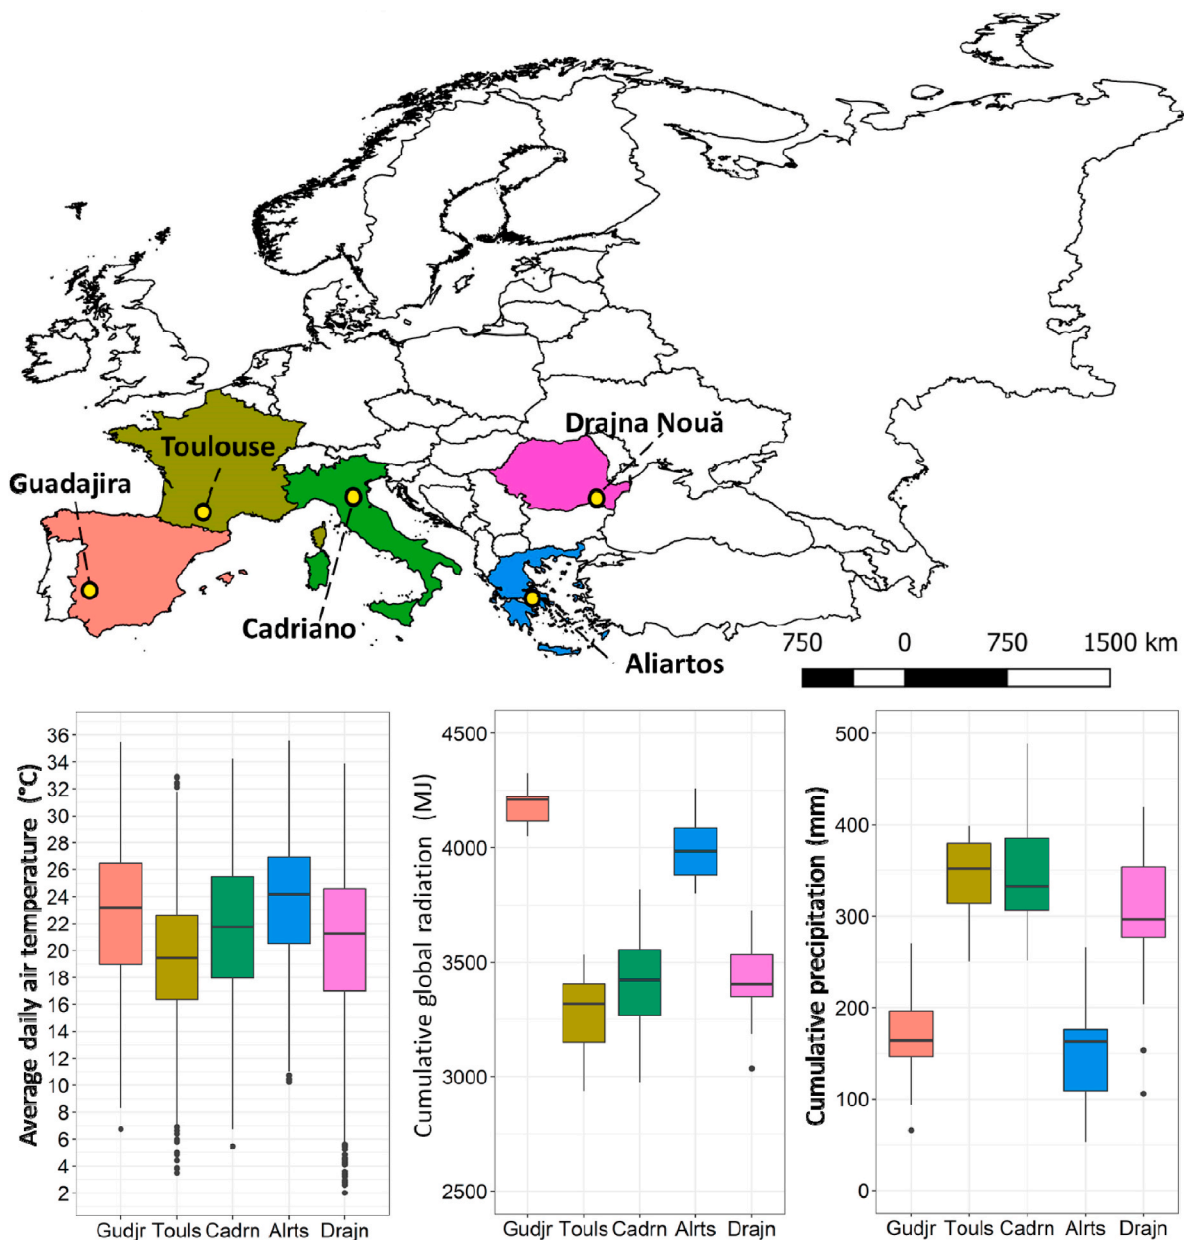 Drajna Nouă
Toulouse
Guadajira
Cadriano
Aliartos
750 0 750 1500 km
Average daily air temperature (°C)
36
34
32
30
28
26
24
22
20
18
16
14
12
10
8
6
4
2
Gudjr Touls Cadrn Alrts Drajn
Cumulative global radiation (MJ)
4500
4000
3500
3000
2500
Gudjr Touls Cadrn Alrts Drajn
Cumulative precipitation (mm)
500
400
300
200
100
0
Gudjr Touls Cadrn Alrts Drajn